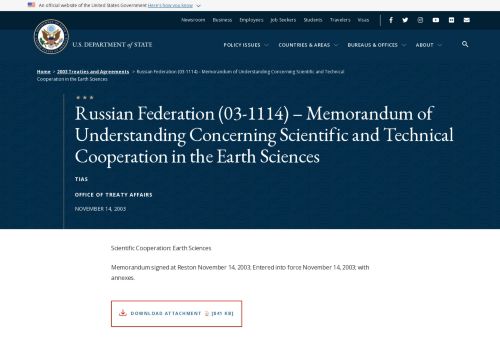 An official website of the United States Government Here's how you know
Newsroom Business Employees Job Seekers Students Travelers Visas
U.S. DEPARTMENT of STATE
POLICY ISSUES COUNTRIES & AREAS BUREAUS & OFFICES ABOUT
Home > 2003 Treaties and Agreements > Russian Federation (03-1114) – Memorandum of Understanding Concerning Scientific and Technical
Cooperation in the Earth Sciences
Russian Federation (03-1114) – Memorandum of
Understanding Concerning Scientific and Technical
Cooperation in the Earth Sciences
TIAS
OFFICE OF TREATY AFFAIRS
NOVEMBER 14, 2003
Scientific Cooperation: Earth Sciences
Memorandum signed at Reston November 14, 2003; Entered into force November 14, 2003; with
annexes.
DOWNLOAD ATTACHMENT [841 KB]